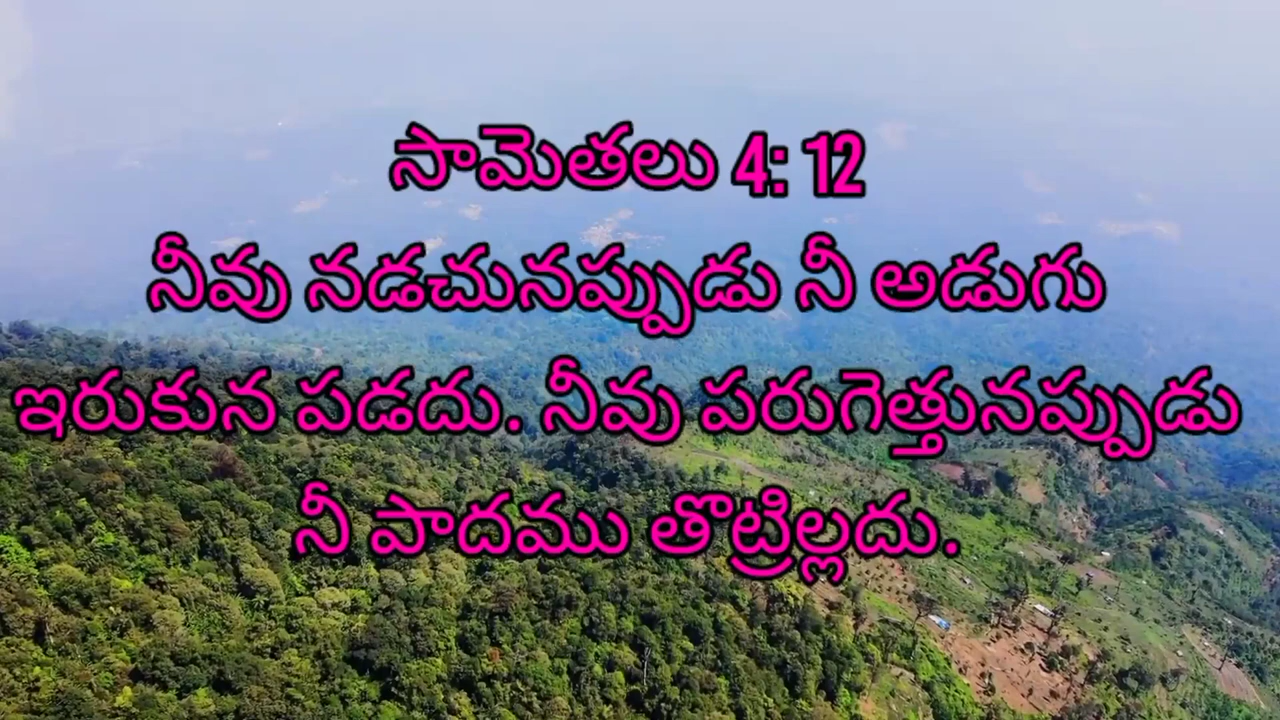 సామెతలు 4: 12
నీవు నడచునప్పుడు నీ అడుగు
ఇరుకున పడదు. నీవు పరుగెత్తునప్పుడు
నీ పాదము తొట్రిల్లదు.